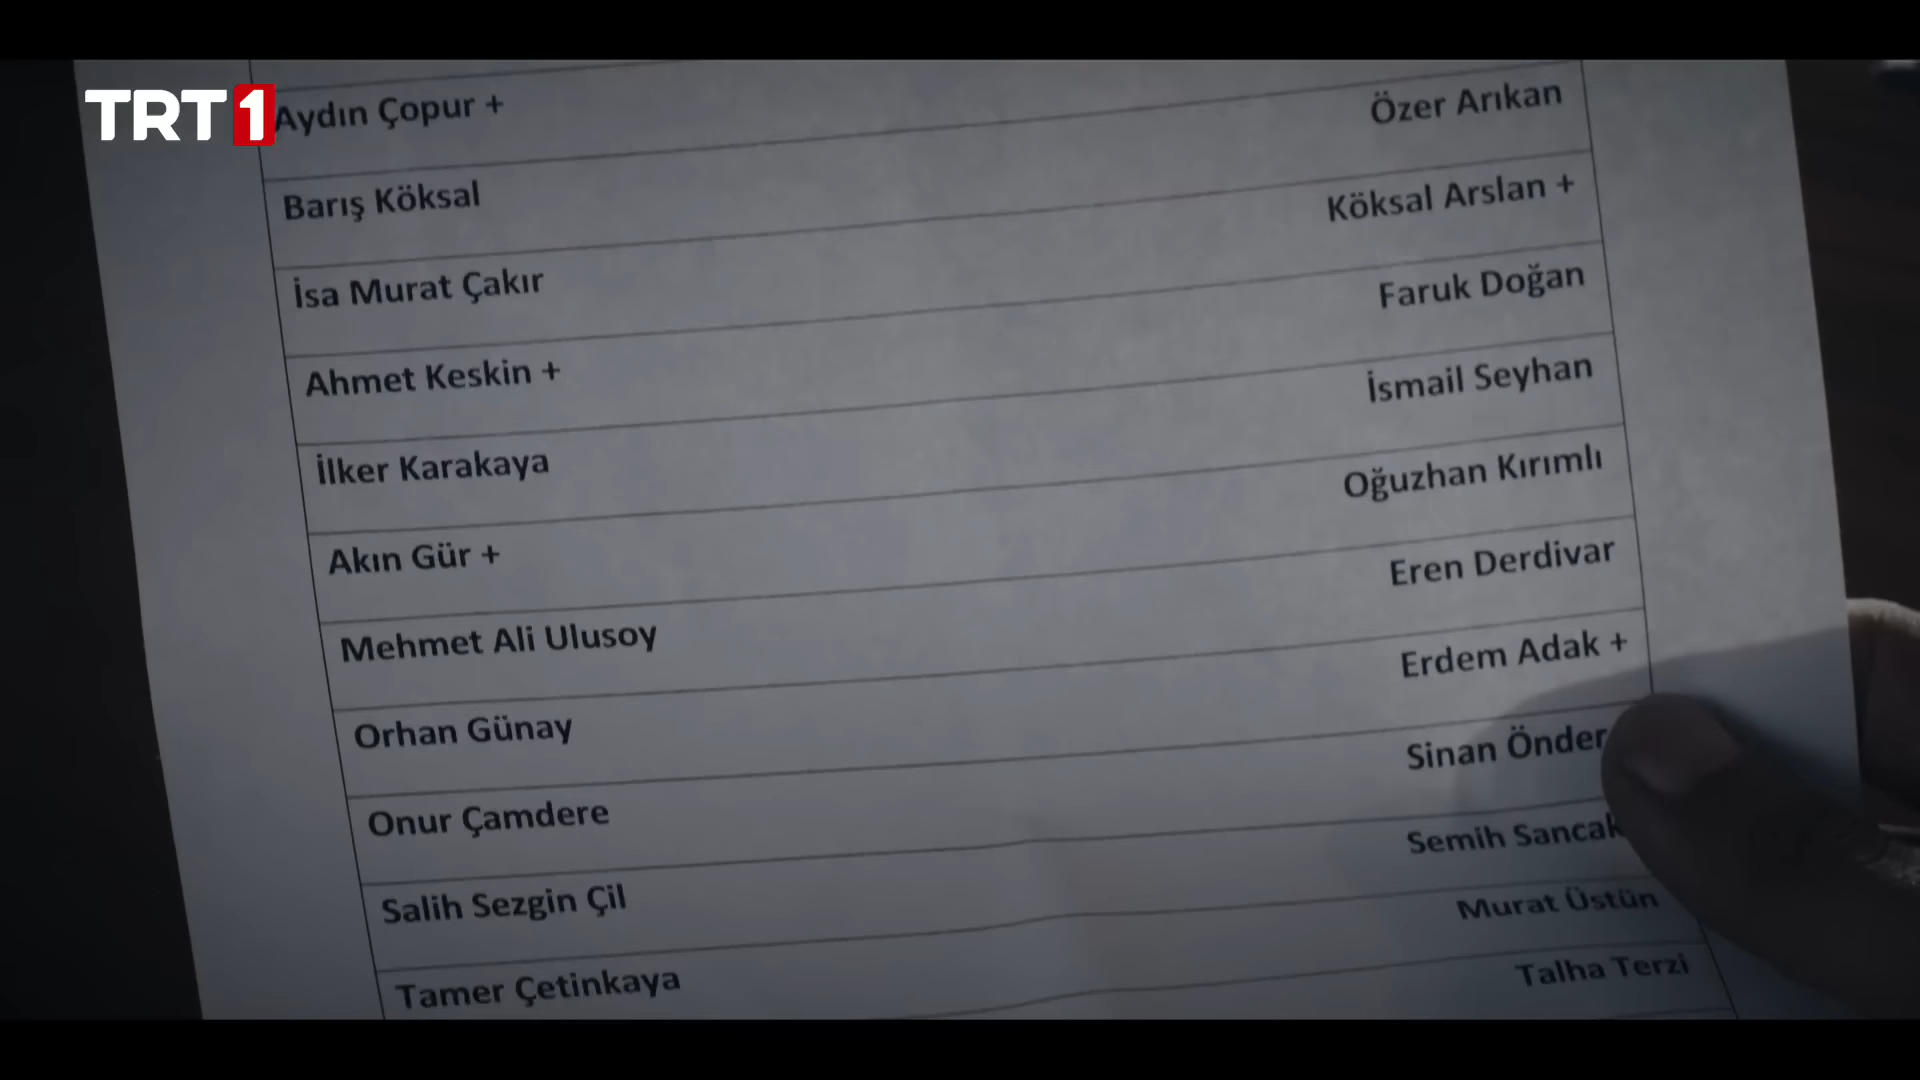 TRT 1
Aydın Çopur + Özer Arıkan
Barış Köksal Köksal Arslan +
İsa Murat Çakır Faruk Doğan
Ahmet Keskin + İsmail Seyhan
İlker Karakaya Oğuzhan Kırımlı
Akın Gür + Eren Derdivar
Mehmet Ali Ulusoy Erdem Adak +
Orhan Günay Sinan Önder
Onur Çamdere Semih Sancak
Salih Sezgin Çil Murat Üstün
Tamer Çetinkaya Talha Terzi